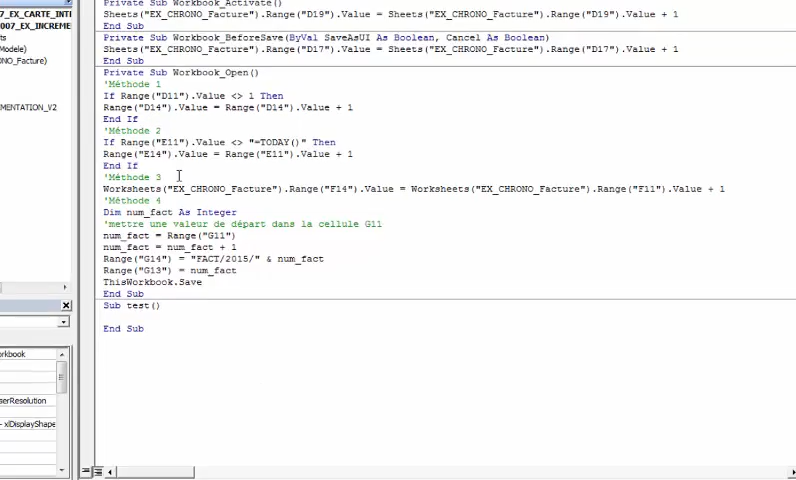 7_EX_CARTE_INTI
007_EX_INCREME
ts
Modele)
NO_Facture)
MENTATION_V2
orkbook
serResolution
- xlDisplayShape
Private Sub Workbook_Activate()
Sheets("EX_CHRONO_Facture").Range("D19").Value = Sheets("EX_CHRONO_Facture").Range("D19").Value + 1
End Sub
Private Sub Workbook_BeforeSave(ByVal SaveAsUI As Boolean, Cancel As Boolean)
Sheets("EX_CHRONO_Facture").Range("D17").Value = Sheets("EX_CHRONO_Facture").Range("D17").Value + 1
End Sub
Private Sub Workbook_Open()
'Méthode 1
If Range("D11").Value <> 1 Then
Range("D14").Value = Range("D14").Value + 1
End If
'Méthode 2
If Range("E11").Value <> "=TODAY()" Then
Range("E14").Value = Range("E11").Value + 1
End If
'Méthode 3
Worksheets("EX_CHRONO_Facture").Range("F14").Value = Worksheets("EX_CHRONO_Facture").Range("F11").Value + 1
'Méthode 4
Dim num_fact As Integer
'mettre une valeur de départ dans la cellule G11
num_fact = Range("G11")
num_fact = num_fact + 1
Range("G14") = "FACT/2015/" & num_fact
Range("G13") = num_fact
ThisWorkbook.Save
End Sub
Sub test()
End Sub